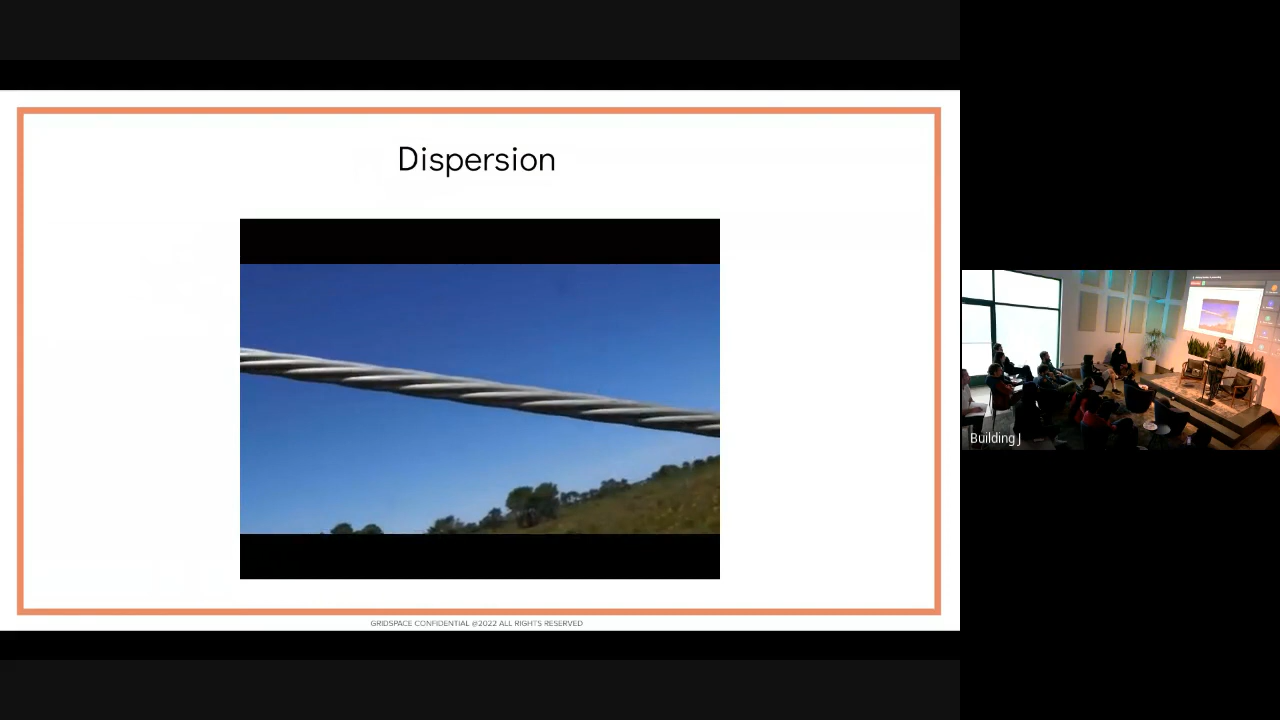 Dispersion
GRIDSPACE CONFIDENTIAL @2022 ALL RIGHTS RESERVED
Building J